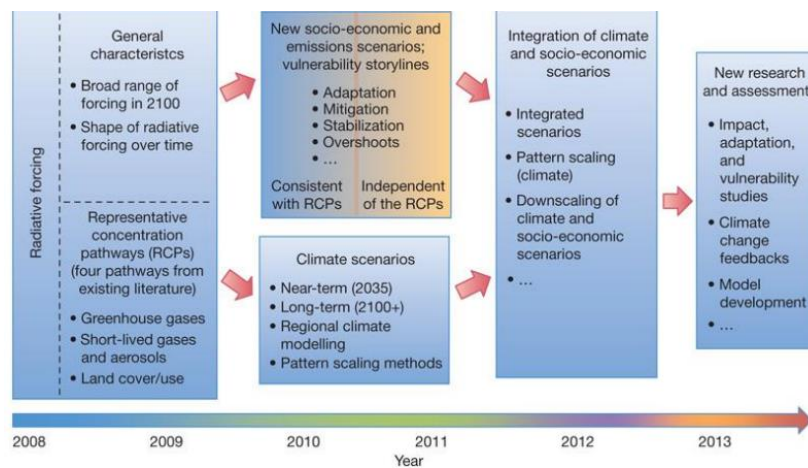 Radiative forcing
General
characteristcs
• Broad range of
forcing in 2100
• Shape of radiative
forcing over time
Representative
concentration
pathways (RCPs)
(four pathways from
existing literature)
• Greenhouse gases
• Short-lived gases
and aerosols
• Land cover/use
New socio-economic and
emissions scenarios;
vulnerability storylines
• Adaptation
• Mitigation
• Stabilization
• Overshoots
• …
Consistent
with RCPs
Independent
of the RCPs
Climate scenarios
• Near-term (2035)
• Long-term (2100+)
• Regional climate
modelling
• Pattern scaling methods
Integration of climate
and socio-economic
scenarios
• Integrated
scenarios
• Pattern scaling
(climate)
• Downscaling of
climate and
socio-economic
scenarios
• …
New research
and assessment
• Impact,
adaptation,
and
vulnerability
studies
• Climate
change
feedbacks
• Model
development
• …
2008 2009 2010 2011 2012 2013
Year